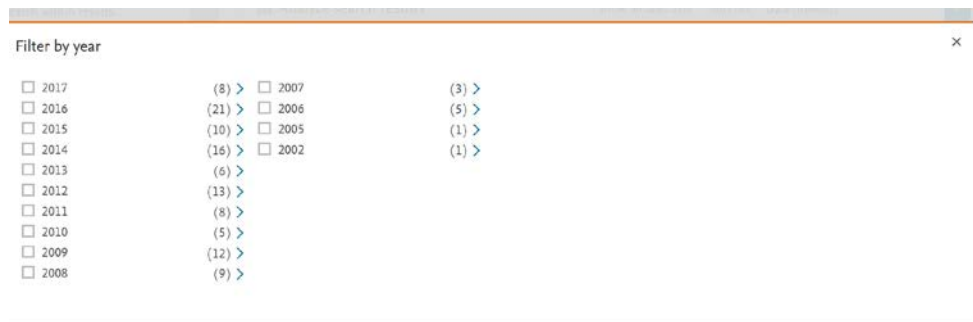 Filter by year ×
2017 (8) >
2016 (21) >
2015 (10) >
2014 (16) >
2013 (6) >
2012 (13) >
2011 (8) >
2010 (5) >
2009 (12) >
2008 (9) >
2007 (3) >
2006 (5) >
2005 (1) >
2002 (1) >